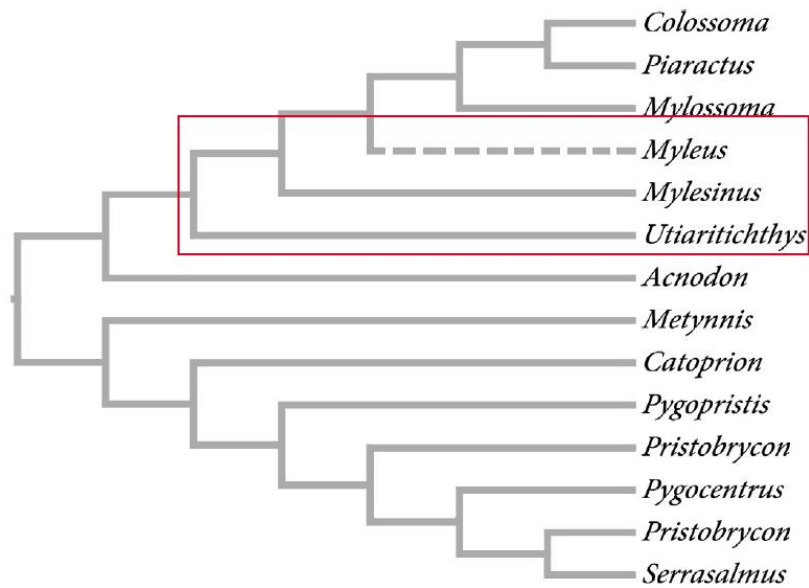 Colossoma
Piaractus
Mylossoma
Myleus
Mylesinus
Utiaritichthys
Acnodon
Metynnis
Catoprion
Pygopristis
Pristobrycon
Pygocentrus
Pristobrycon
Serrasalmus